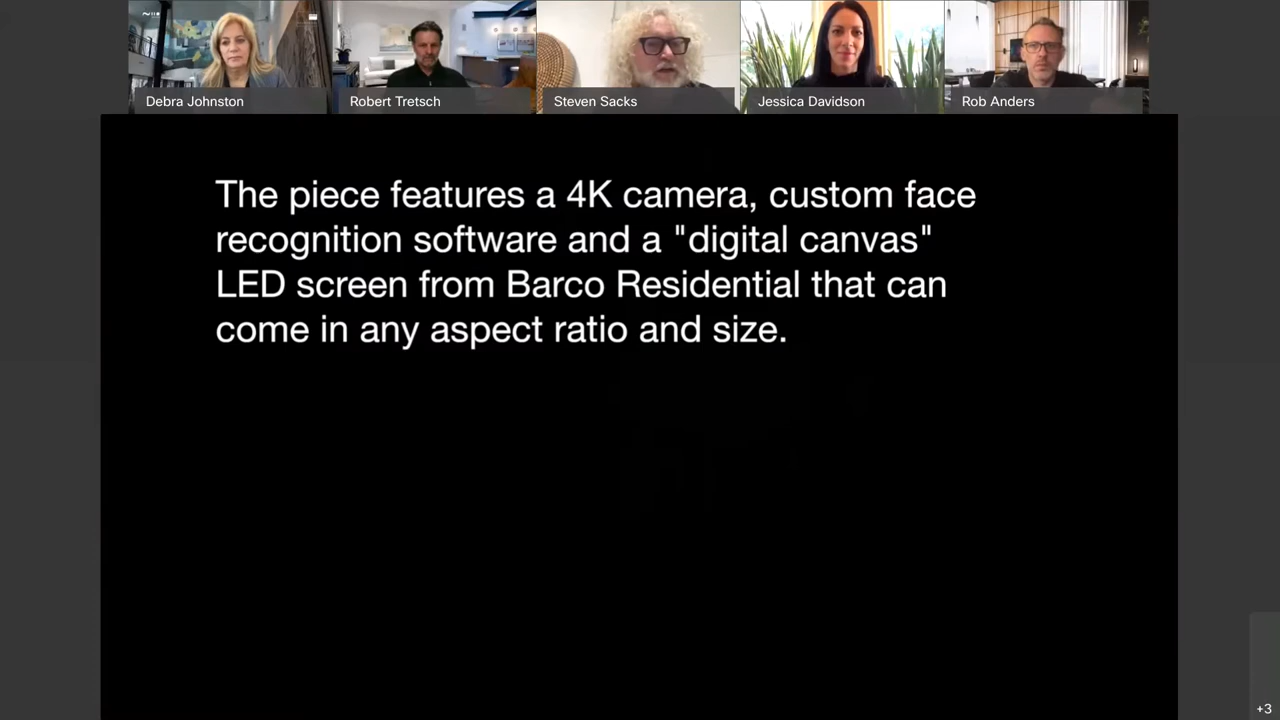 Debra Johnston
Robert Tretsch
Steven Sacks
Jessica Davidson
Rob Anders
The piece features a 4K camera, custom face
recognition software and a "digital canvas"
LED screen from Barco Residential that can
come in any aspect ratio and size.
+3